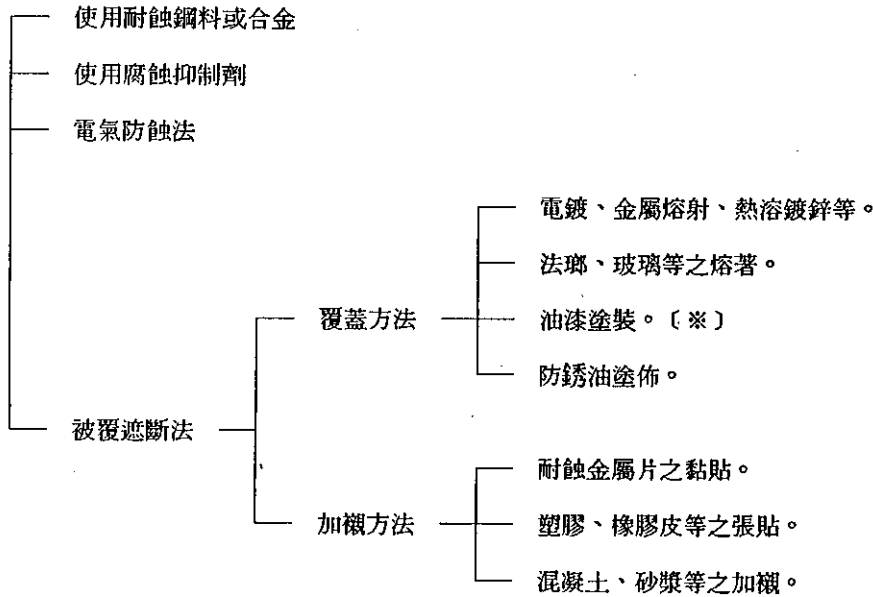 使用耐蝕鋼料或合金
使用腐蝕抑制劑
電氣防蝕法
電鍍、金屬熔射、熱溶鍍鋅等。
法瑯、玻璃等之熔著。
覆蓋方法
油漆塗裝。〔※〕
防銹油塗佈。
被覆遮斷法
耐蝕金屬片之黏貼。
加襯方法
塑膠、橡膠皮等之張貼。
混凝土、砂漿等之加襯。